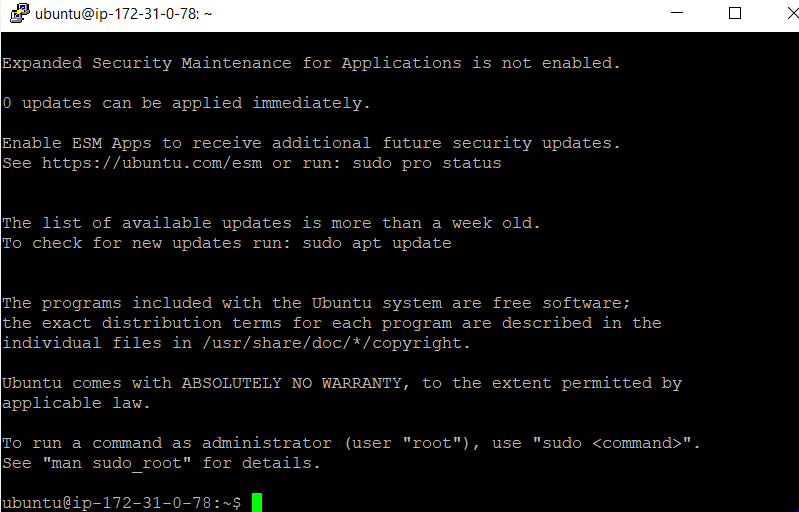 ubuntu@ip-172-31-0-78: ~
Expanded Security Maintenance for Applications is not enabled.
0 updates can be applied immediately.
Enable ESM Apps to receive additional future security updates.
See https://ubuntu.com/esm or run: sudo pro status
The list of available updates is more than a week old.
To check for new updates run: sudo apt update
The programs included with the Ubuntu system are free software;
the exact distribution terms for each program are described in the
individual files in /usr/share/doc/*/copyright.
Ubuntu comes with ABSOLUTELY NO WARRANTY, to the extent permitted by
applicable law.
To run a command as administrator (user "root"), use "sudo <command>".
See "man sudo_root" for details.
ubuntu@ip-172-31-0-78:~$